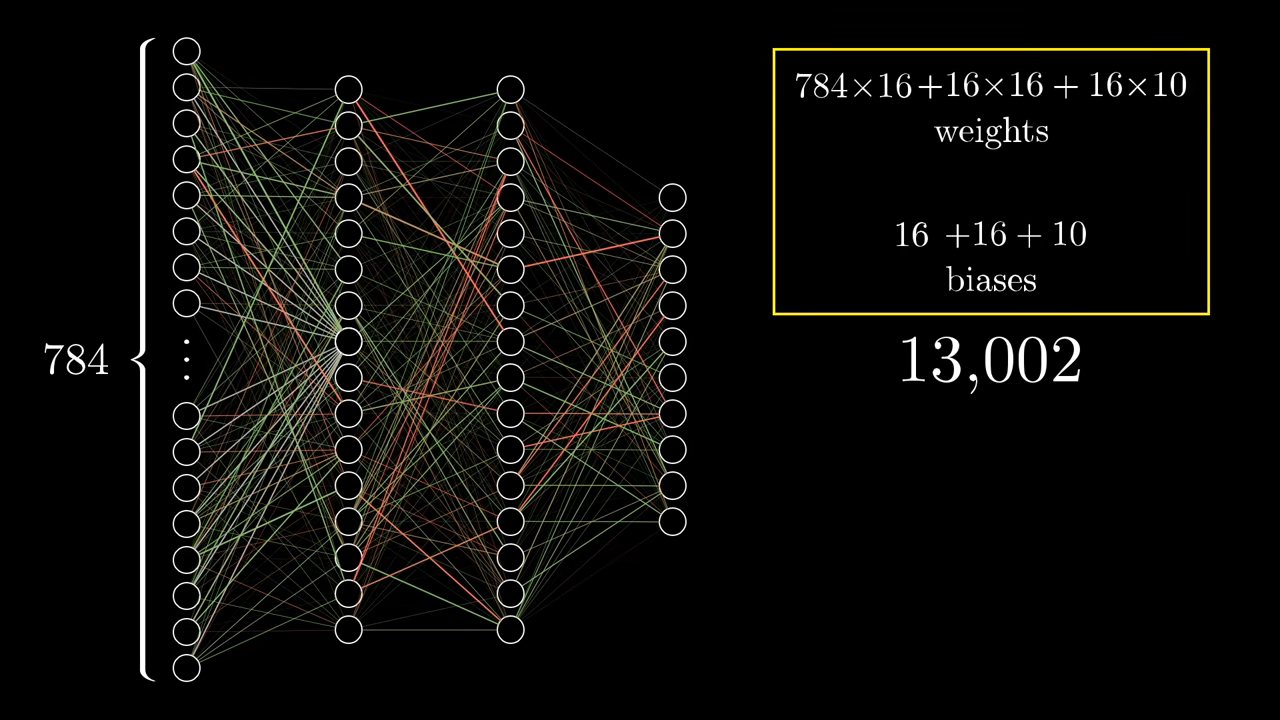 784
784×16+16×16 + 16×10
weights
16 +16 + 10
biases
13,002